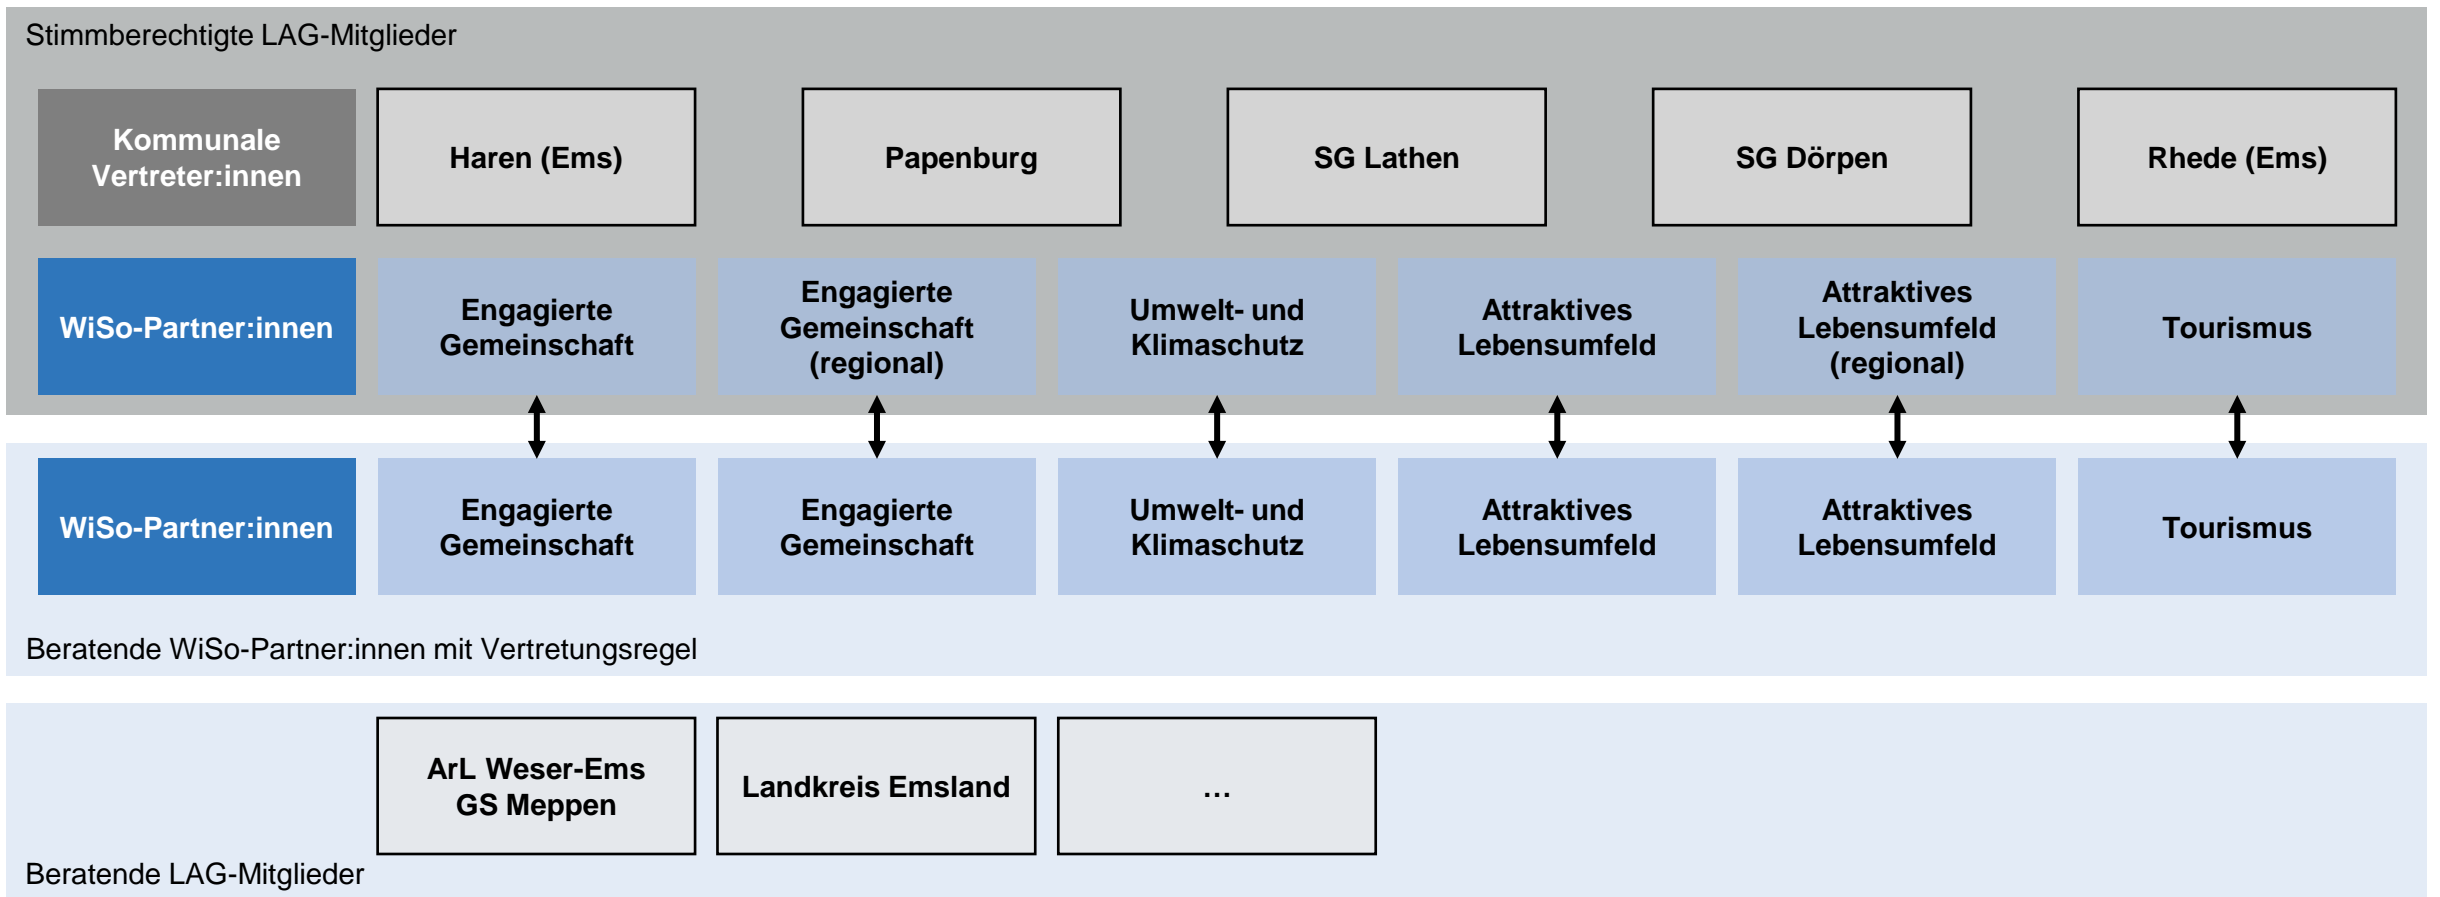 Stimmberechtigte LAG-Mitglieder
Kommunale
Vertreter:innen
Haren (Ems)
Papenburg
SG Lathen
SG Dörpen
Rhede (Ems)
WiSo-Partner:innen
Engagierte
Gemeinschaft
Engagierte
Gemeinschaft
(regional)
Umwelt- und
Klimaschutz
Attraktives
Lebensumfeld
Attraktives
Lebensumfeld
(regional)
Tourismus
WiSo-Partner:innen
Engagierte
Gemeinschaft
Engagierte
Gemeinschaft
Umwelt- und
Klimaschutz
Attraktives
Lebensumfeld
Attraktives
Lebensumfeld
Tourismus
Beratende WiSo-Partner:innen mit Vertretungsregel
ArL Weser-Ems
GS Meppen
Landkreis Emsland
…
Beratende LAG-Mitglieder